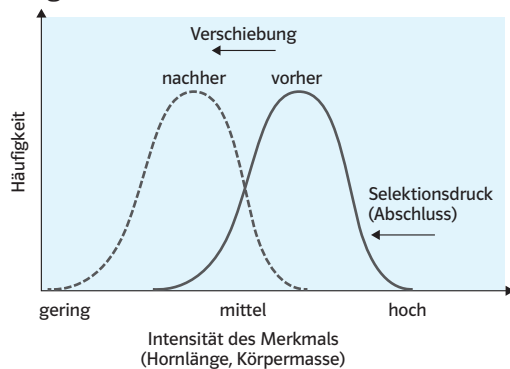 Verschiebung
nachher
vorher
Häufigkeit
Selektionsdruck
(Abschluss)
gering
mittel
hoch
Intensität des Merkmals
(Hornlänge, Körpermasse)